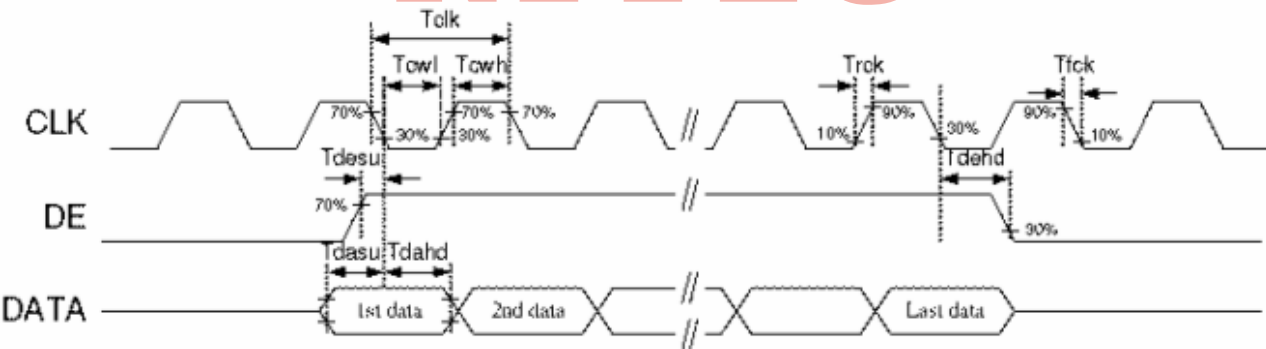 Tclk
Tcwl Tcwh Trck Tfck
CLK 70% 30% 70% 30% 70% 10% 90% 30% 90% 10%
Tdesu Tdehd
DE 70% 30%
Tdasu Tdahd
DATA 1st data 2nd data Last data